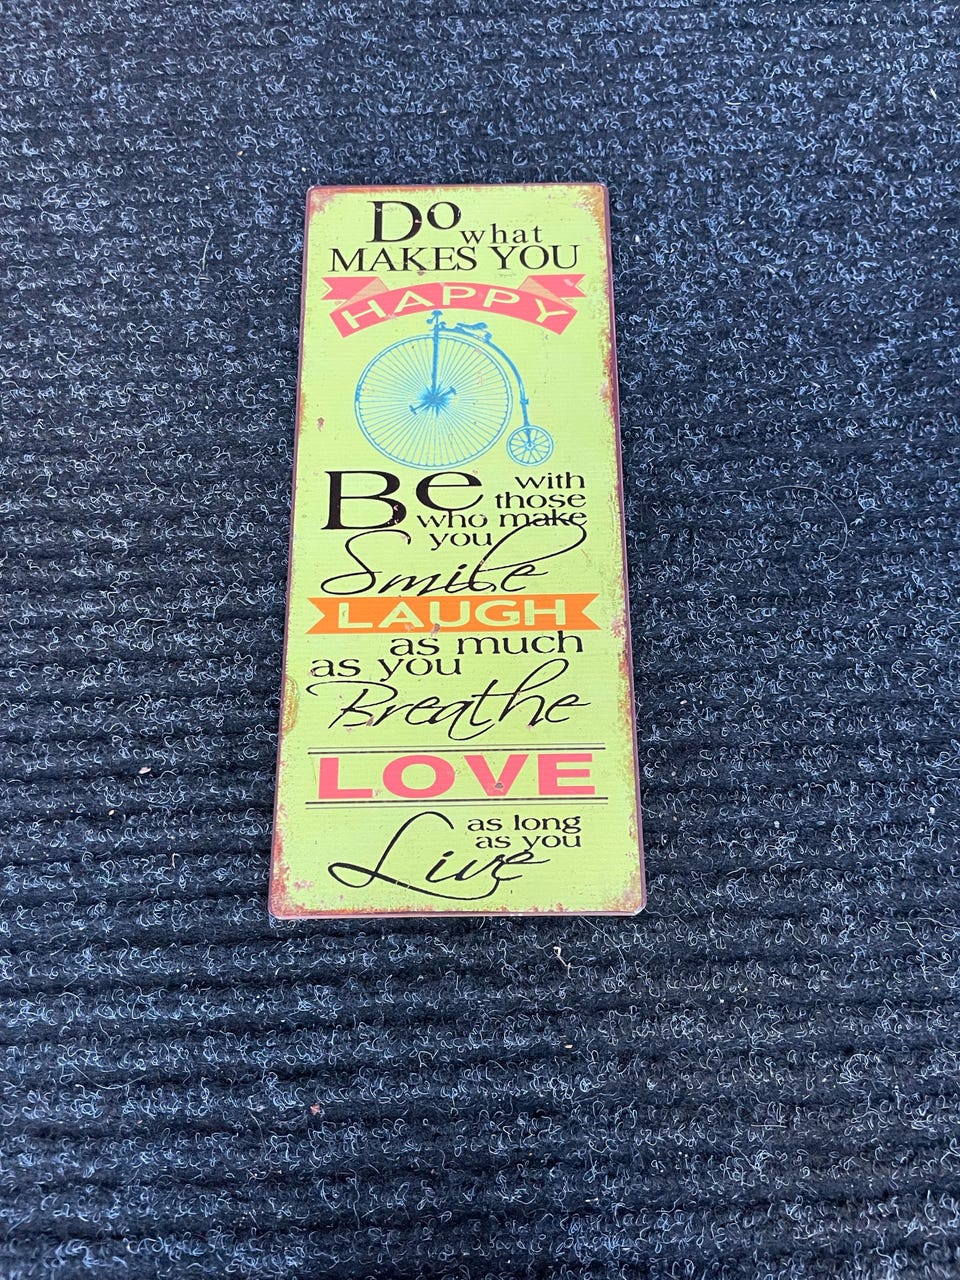 Do what
MAKES YOU
HAPPY
Be with
those
who make
you
Smile
LAUGH
as much
as you
Breathe
LOVE
as long
as you
Live